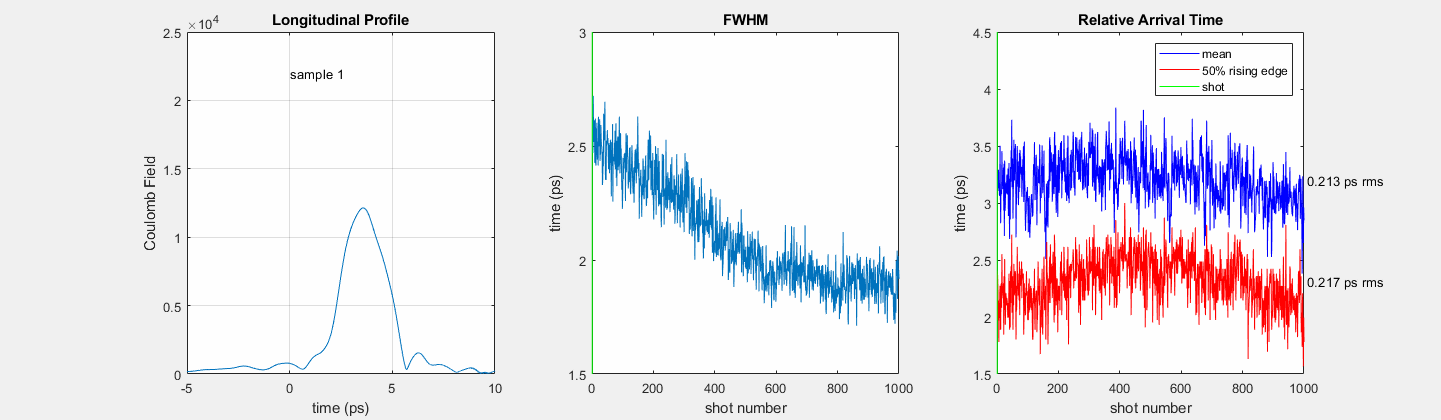 Longitudinal Profile
×10^4
2.5
2
1.5
1
0.5
0
-5
0
5
10
Coulomb Field
time (ps)
sample 1
FWHM
3
2.5
2
1.5
0
200
400
600
800
1000
time (ps)
shot number
Relative Arrival Time
4.5
4
3.5
3
2.5
2
1.5
0
200
400
600
800
1000
time (ps)
shot number
mean
50% rising edge
shot
0.213 ps rms
0.217 ps rms